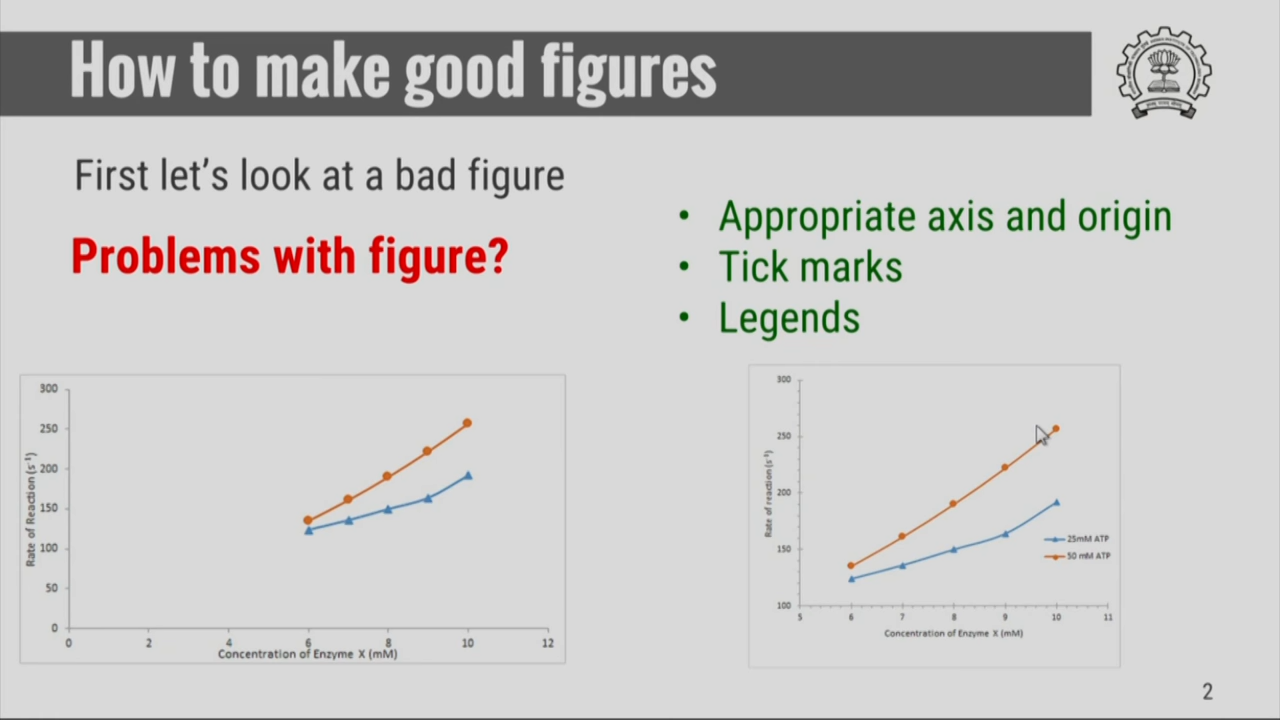 How to make good figures
First let's look at a bad figure
Problems with figure?
• Appropriate axis and origin
• Tick marks
• Legends
300
250
200
150
100
50
0
0 2 4 6 8 10 12
Rate of Reaction (s⁻¹)
Concentration of Enzyme X (mM)
300
250
200
150
100
5 6 7 8 9 10 11
Rate of reaction (s⁻¹)
Concentration of Enzyme X (mM)
25mM ATP
50 mM ATP
2